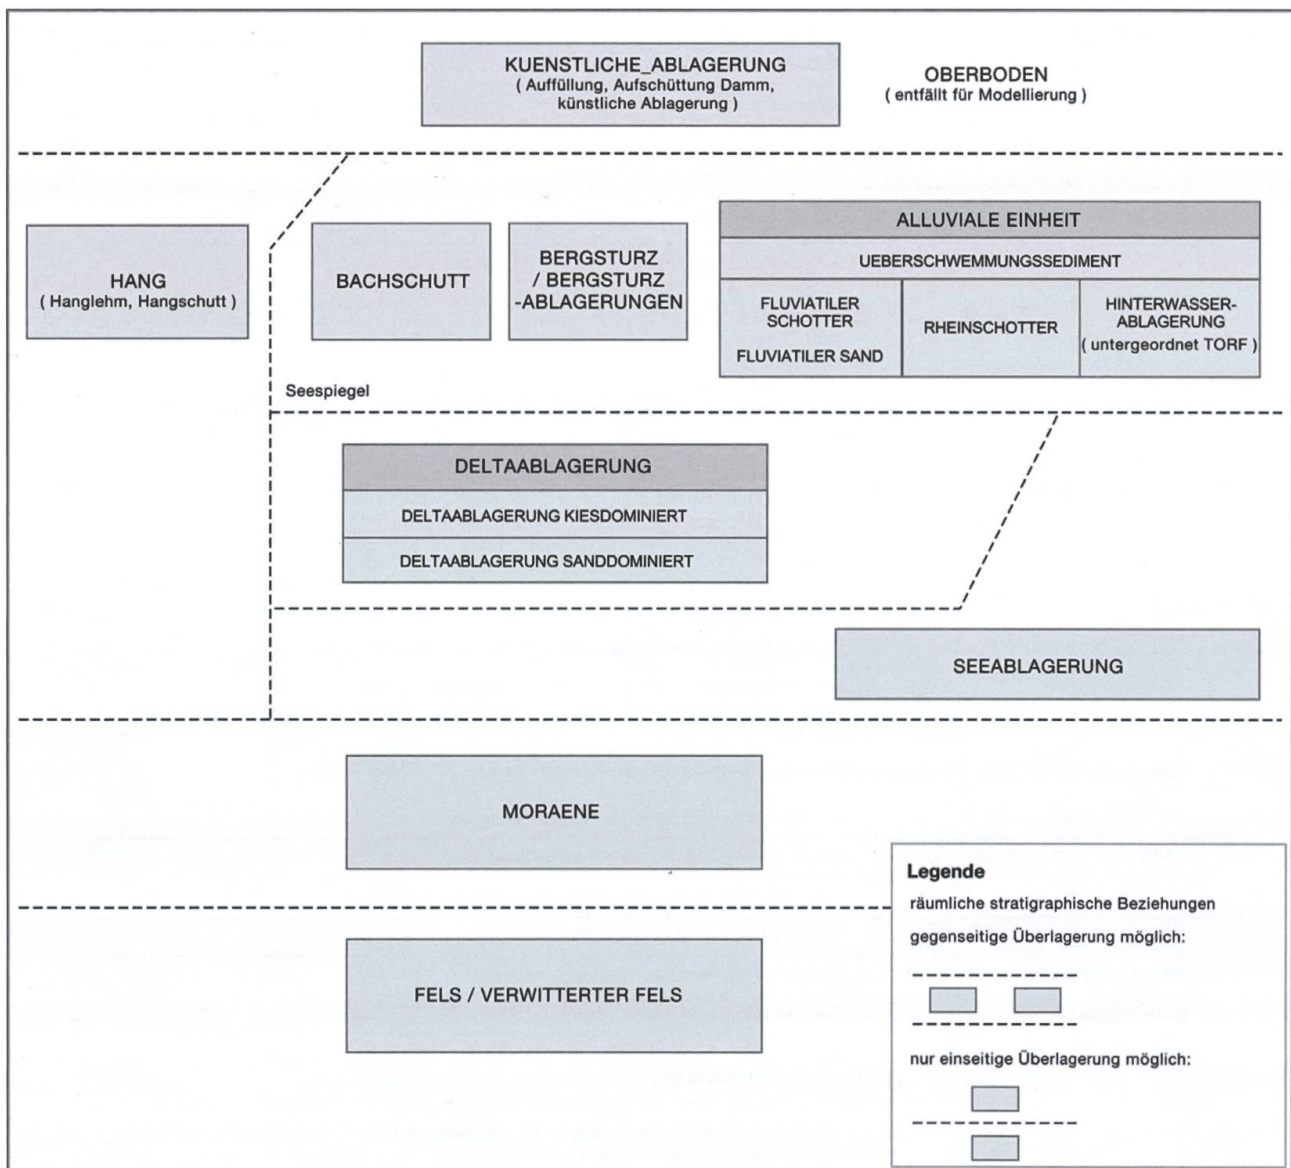 KUENSTLICHE_ABLAGERUNG
( Auffüllung, Aufschüttung Damm,
künstliche Ablagerung )
OBERBODEN
( entfällt für Modellierung )
HANG
( Hanglehm, Hangschutt )
BACHSCHUTT
BERGSTURZ
/ BERGSTURZ
-ABLAGERUNGEN
ALLUVIALE EINHEIT
UEBERSCHWEMMUNGSSEDIMENT
FLUVIATILER
SCHOTTER
FLUVIATILER SAND
RHEINSCHOTTER
HINTERWASSER-
ABLAGERUNG
( untergeordnet TORF )
Seespiegel
DELTAABLAGERUNG
DELTAABLAGERUNG KIESDOMINIERT
DELTAABLAGERUNG SANDDOMINIERT
SEEABLAGERUNG
MORAENE
FELS / VERWITTERTER FELS
Legende
räumliche stratigraphische Beziehungen
gegenseitige Überlagerung möglich:
nur einseitige Überlagerung möglich: